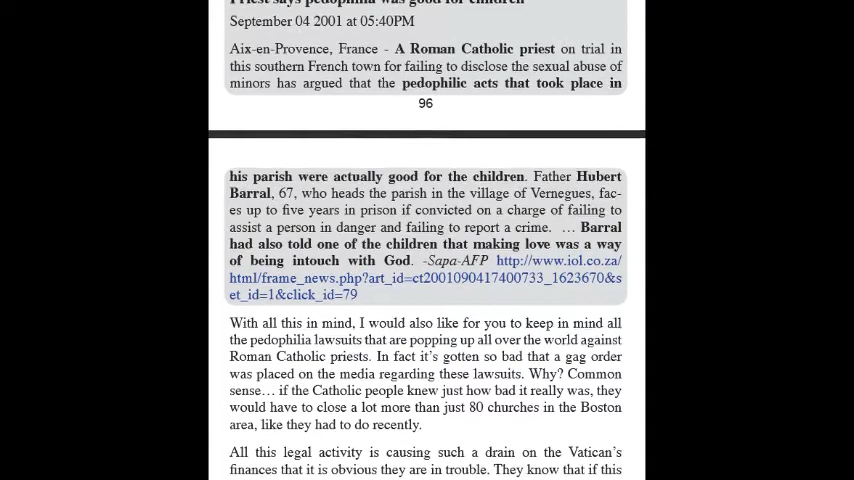 Priest says pedophilia was good for children
September 04 2001 at 05:40PM
Aix-en-Provence, France - A Roman Catholic priest on trial in
this southern French town for failing to disclose the sexual abuse of
minors has argued that the pedophilic acts that took place in
96
his parish were actually good for the children. Father Hubert
Barral, 67, who heads the parish in the village of Vernegues, fac-
es up to five years in prison if convicted on a charge of failing to
assist a person in danger and failing to report a crime. … Barral
had also told one of the children that making love was a way
of being intouch with God. -Sapa-AFP http://www.iol.co.za/
html/frame_news.php?art_id=ct2001090417400733_1623670&s
et_id=1&click_id=79
With all this in mind, I would also like for you to keep in mind all
the pedophilia lawsuits that are popping up all over the world against
Roman Catholic priests. In fact it's gotten so bad that a gag order
was placed on the media regarding these lawsuits. Why? Common
sense… if the Catholic people knew just how bad it really was, they
would have to close a lot more than just 80 churches in the Boston
area, like they had to do recently.
All this legal activity is causing such a drain on the Vatican's
finances that it is obvious they are in trouble. They know that if this